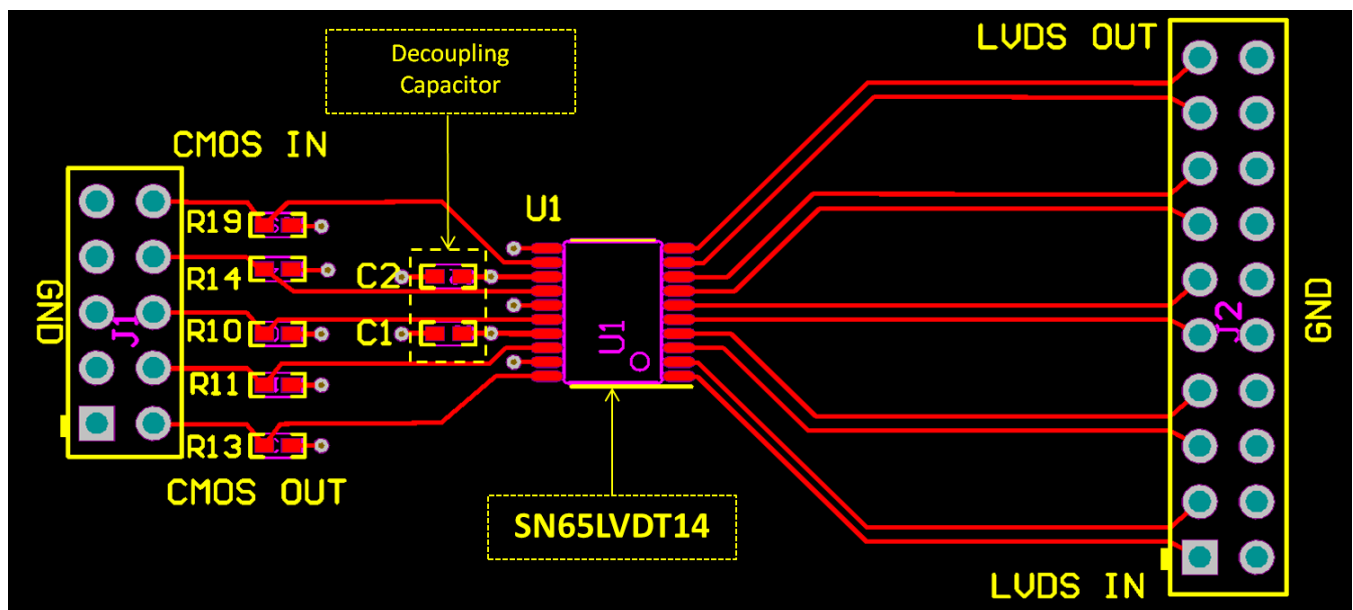 LVDS OUT
Decoupling
Capacitor
CMOS IN
U1
R19
R14
C2
GND
J1
R10
C1
U1
J2
GND
R11
R13
CMOS OUT
SN65LVDT14
LVDS IN